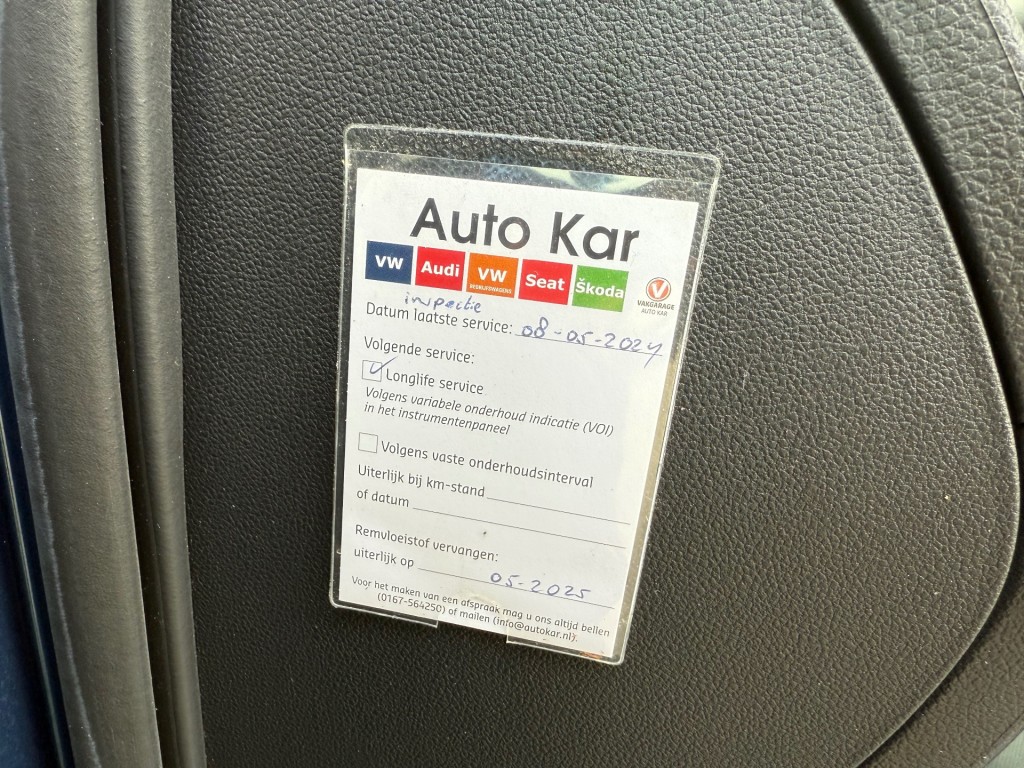 Auto Kar
VW Audi VW Seat Škoda
BEDRIJFSWAGENS
VAKGARAGE
AUTO KAR
inspectie
Datum laatste service: 08-05-2024
Volgende service:
Longlife service
Volgens variabele onderhoud indicatie (VOI)
in het instrumentenpaneel
Volgens vaste onderhoudsinterval
Uiterlijk bij km-stand
of datum
Remvloeistof vervangen:
uiterlijk op 05-2025
Voor het maken van een afspraak mag u ons altijd bellen
(0167-564250) of mailen (info@autokar.nl).